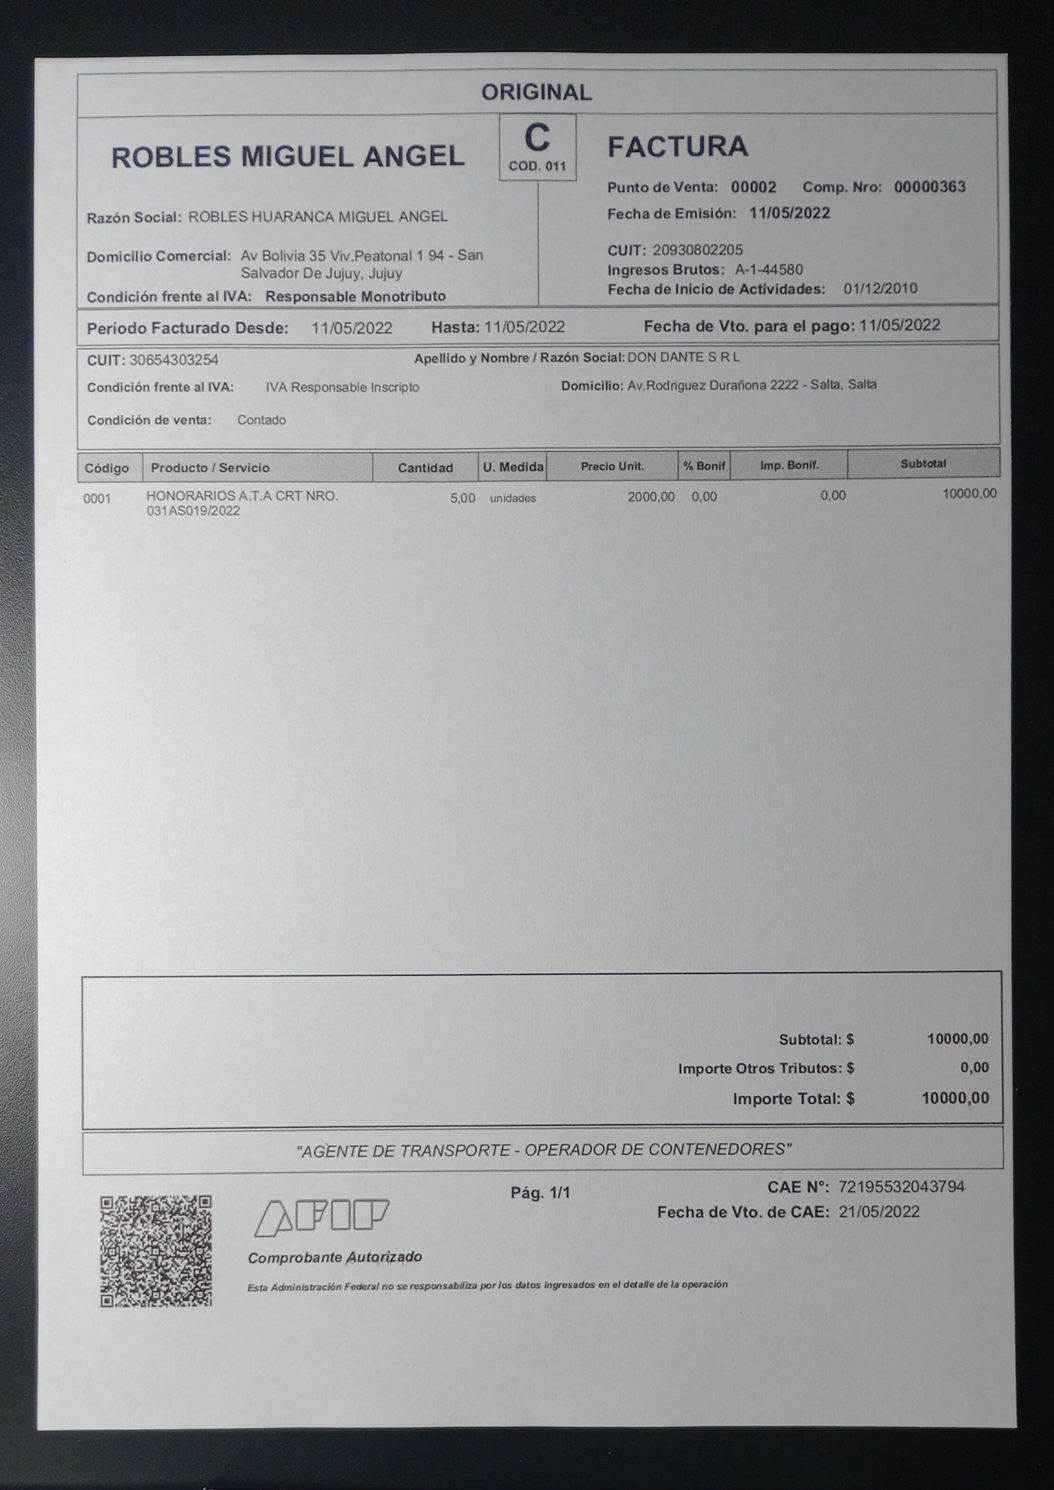 ORIGINAL
ROBLES MIGUEL ANGEL
C
COD. 011
FACTURA
Punto de Venta: 00002 Comp. Nro: 00000363
Fecha de Emisión: 11/05/2022
Razón Social: ROBLES HUARANCA MIGUEL ANGEL
CUIT: 20930802205
Domicilio Comercial: Av Bolivia 35 Viv.Peatonal 1 94 - San
Salvador De Jujuy, Jujuy
Ingresos Brutos: A-1-44580
Fecha de Inicio de Actividades: 01/12/2010
Condición frente al IVA: Responsable Monotributo
Periodo Facturado Desde: 11/05/2022 Hasta: 11/05/2022 Fecha de Vto. para el pago: 11/05/2022
CUIT: 30654303254 Apellido y Nombre / Razón Social: DON DANTE S R L
Condición frente al IVA: IVA Responsable Inscripto Domicilio: Av.Rodriguez Durañona 2222 - Salta, Salta
Condición de venta: Contado
Código Producto / Servicio Cantidad U. Medida Precio Unit. % Bonif Imp. Bonif. Subtotal
0001 HONORARIOS A.T.A CRT NRO. 5,00 unidades 2000,00 0,00 0,00 10000,00
031AS019/2022
Subtotal: $ 10000,00
Importe Otros Tributos: $ 0,00
Importe Total: $ 10000,00
"AGENTE DE TRANSPORTE - OPERADOR DE CONTENEDORES"
AFIP
Pág. 1/1
CAE N°: 72195532043794
Fecha de Vto. de CAE: 21/05/2022
Comprobante Autorizado
Esta Administración Federal no se responsabiliza por los datos ingresados en el detalle de la operación